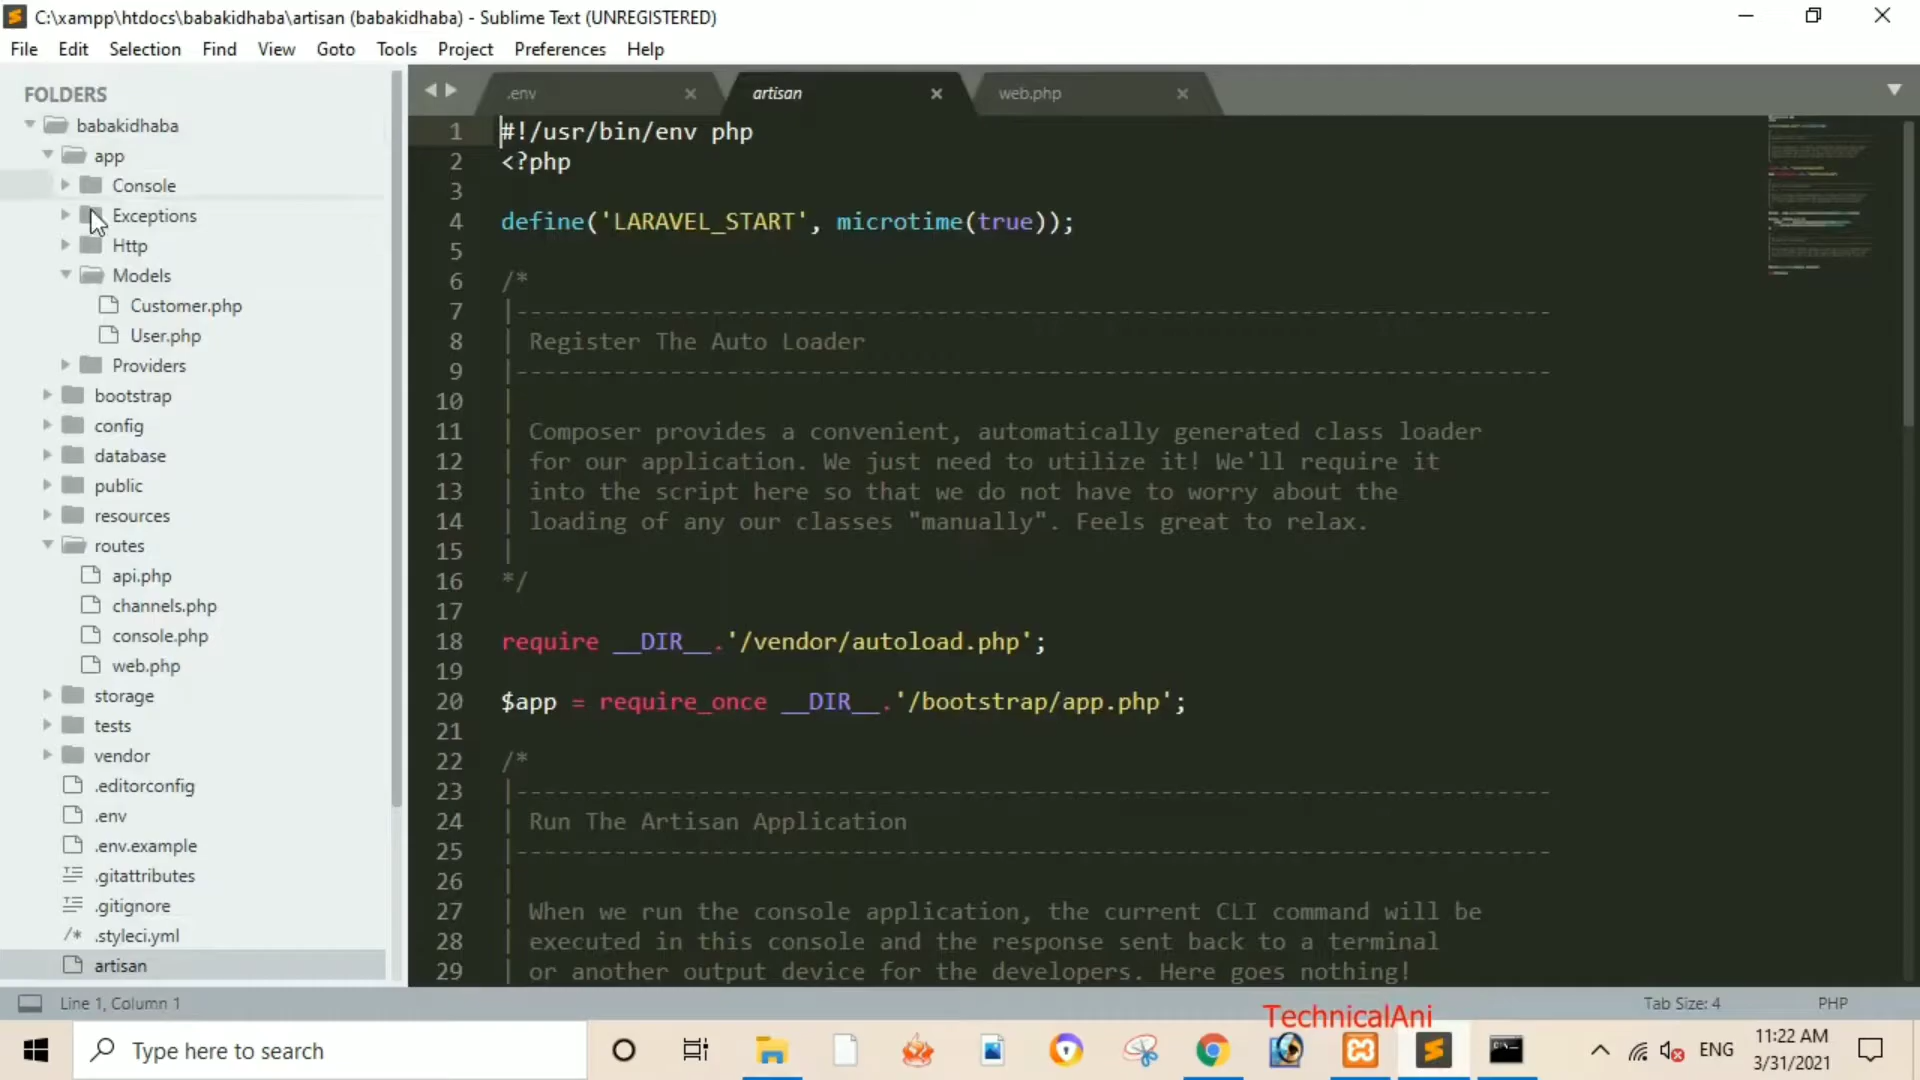 C:\xampp\htdocs\babakidhaba\artisan (babakidhaba) - Sublime Text (UNREGISTERED)
File Edit Selection Find View Goto Tools Project Preferences Help
FOLDERS
babakidhaba
app
Console
Exceptions
Http
Models
Customer.php
User.php
Providers
bootstrap
config
database
public
resources
routes
api.php
channels.php
console.php
web.php
storage
tests
vendor
.editorconfig
.env
.env.example
.gitattributes
.gitignore
/* .styleci.yml
artisan
.env artisan web.php
1 #!/usr/bin/env php
2 <?php
3
4 define('LARAVEL_START', microtime(true));
5
6 /*
7 |--------------------------------------------------------------------------
8 | Register The Auto Loader
9 |--------------------------------------------------------------------------
10 |
11 | Composer provides a convenient, automatically generated class loader
12 | for our application. We just need to utilize it! We'll require it
13 | into the script here so that we do not have to worry about the
14 | loading of any our classes "manually". Feels great to relax.
15 |
16 */
17
18 require __DIR__.'/vendor/autoload.php';
19
20 $app = require_once __DIR__.'/bootstrap/app.php';
21
22 /*
23 |--------------------------------------------------------------------------
24 | Run The Artisan Application
25 |--------------------------------------------------------------------------
26 |
27 | When we run the console application, the current CLI command will be
28 | executed in this console and the response sent back to a terminal
29 | or another output device for the developers. Here goes nothing!
Line 1, Column 1 Tab Size: 4 PHP
TechnicalAni
Type here to search
ENG
11:22 AM
3/31/2021